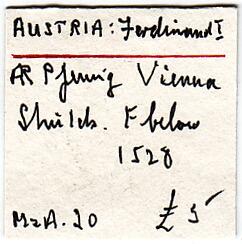 AUSTRIA: Ferdinand I
AR Pfennig Vienna
Shield. F below
1528
MzA. 20 £5